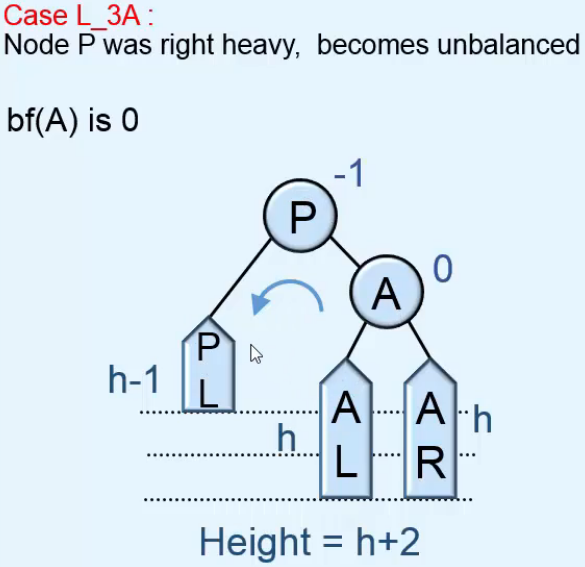 Case L_3A :
Node P was right heavy,  becomes unbalanced
bf(A) is 0
-1
P
0
A
P
L
h-1
A
L
A
R
h
h
Height = h+2